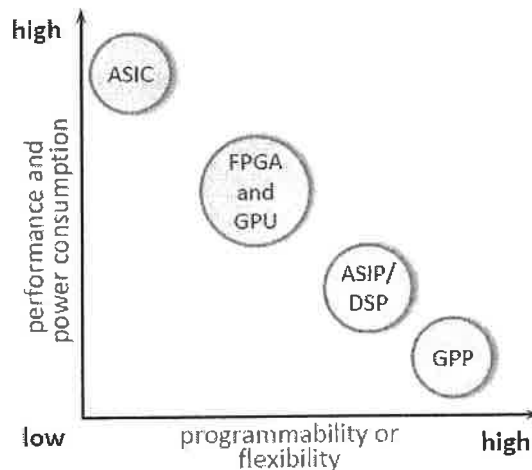 high
ASIC
FPGA
and
GPU
ASIP/
DSP
GPP
performance and
power consumption
low
programmability or
flexibility
high